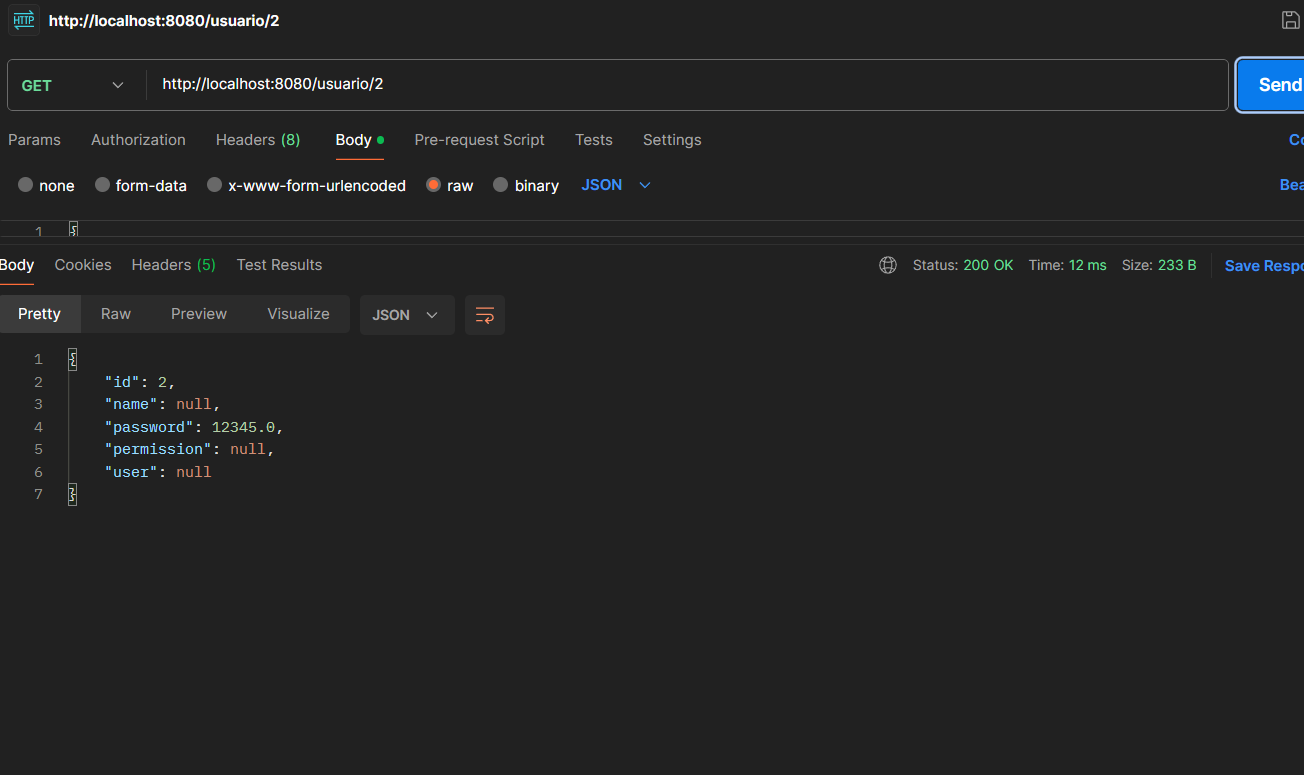 HTTP http://localhost:8080/usuario/2
GET http://localhost:8080/usuario/2 Send
Params Authorization Headers (8) Body Pre-request Script Tests Settings Co
none form-data x-www-form-urlencoded raw binary JSON Bea
1 {
Body Cookies Headers (5) Test Results Status: 200 OK Time: 12 ms Size: 233 B Save Respo
Pretty Raw Preview Visualize JSON
1 {
2 "id": 2,
3 "name": null,
4 "password": 12345.0,
5 "permission": null,
6 "user": null
7 }